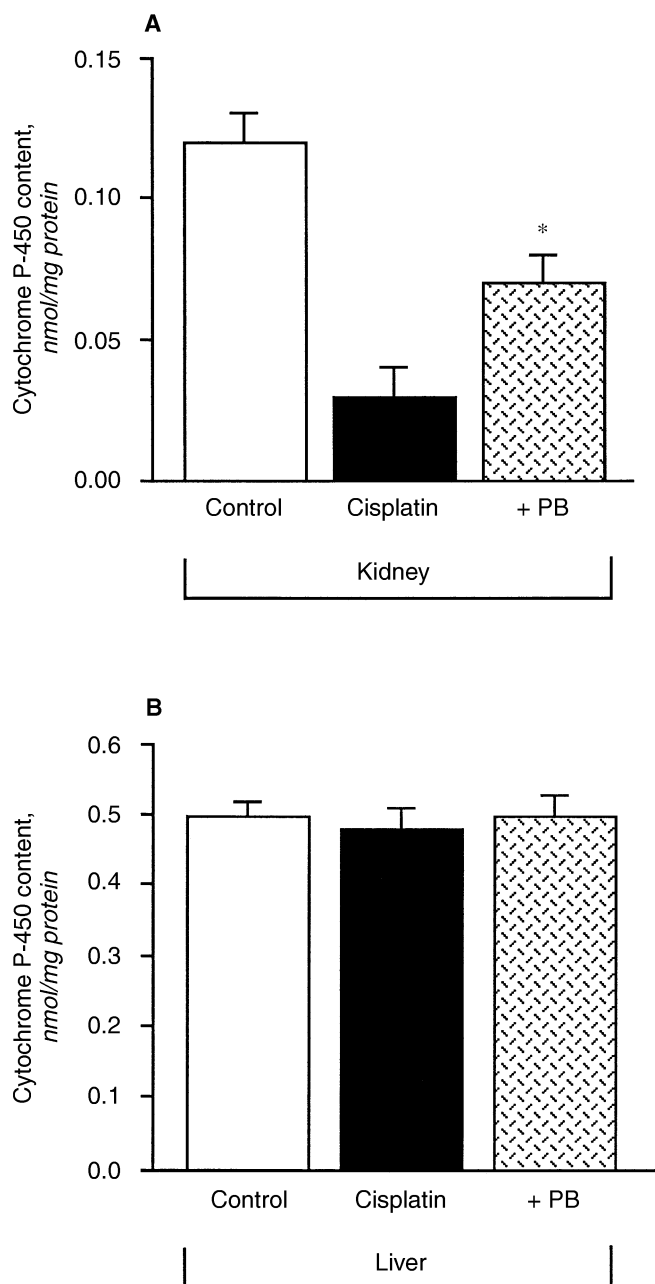 A
Cytochrome P-450 content,
nmol/mg protein
0.15
0.10
0.05
0.00
*
Control Cisplatin + PB
Kidney
B
Cytochrome P-450 content,
nmol/mg protein
0.6
0.5
0.4
0.3
0.2
0.1
0.0
Control Cisplatin + PB
Liver